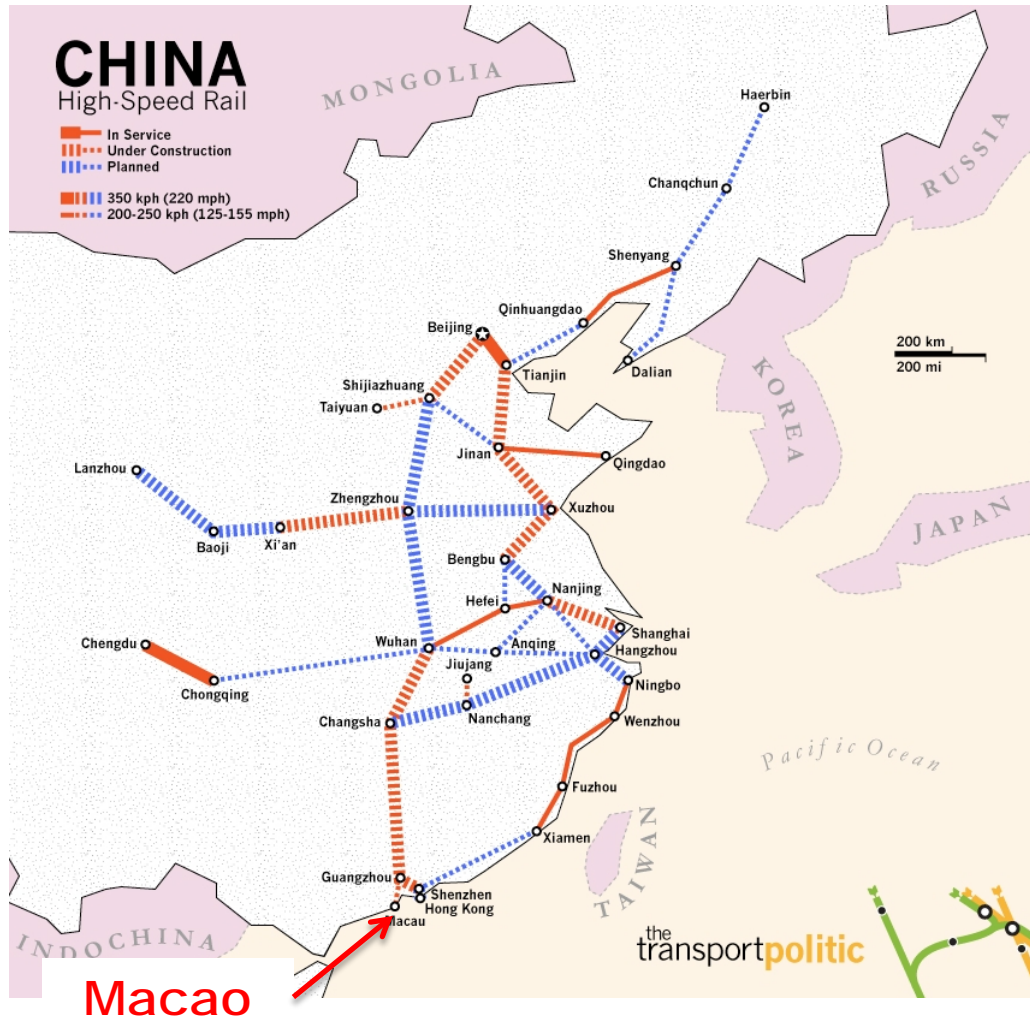 CHINA
High-Speed Rail
In Service
Under Construction
Planned
350 kph (220 mph)
200-250 kph (125-155 mph)
MONGOLIA
RUSSIA
Haerbin
Chanqchun
Shenyang
Qinhuangdao
Beijing
Tianjin
Dalian
200 km
200 mi
KOREA
Shijiazhuang
Taiyuan
Jinan
Qingdao
Lanzhou
Zhengzhou
Xuzhou
JAPAN
Baoji
Xi'an
Bengbu
Nanjing
Hefei
Shanghai
Chengdu
Wuhan
Anqing
Hangzhou
Jiujang
Chongqing
Ningbo
Changsha
Nanchang
Wenzhou
Pacific Ocean
Fuzhou
Xiamen
TAIWAN
Guangzhou
Shenzhen
Hong Kong
Macau
INDOCHINA
the
transportpolitic
Macao